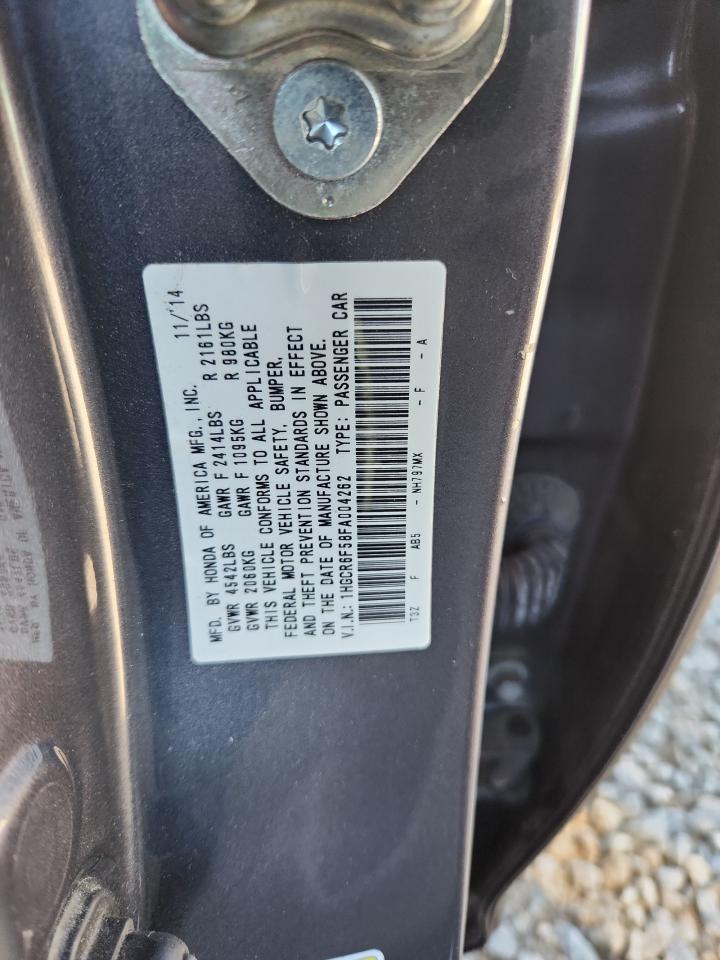 MFD. BY HONDA OF AMERICA MFG., INC. 11/'14
GVWR 4542LBS GAWR F 2414LBS R 2161LBS
GVWR 2060KG GAWR F 1095KG R 980KG
THIS VEHICLE CONFORMS TO ALL APPLICABLE
FEDERAL MOTOR VEHICLE SAFETY, BUMPER,
AND THEFT PREVENTION STANDARDS IN EFFECT
ON THE DATE OF MANUFACTURE SHOWN ABOVE.
V.I.N.: 1HGCR6F58FA004262 TYPE: PASSENGER CAR
T3Z F AB5 - NH797MX - F - A